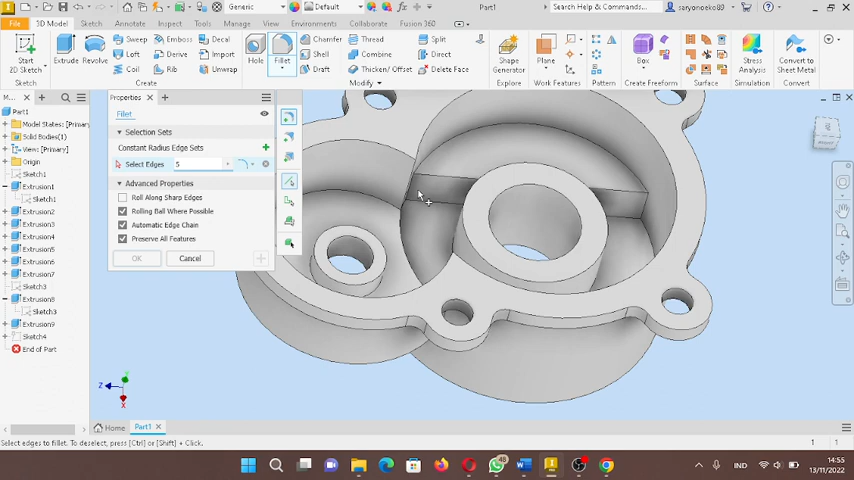 Generic
Default
Part1
Search Help & Commands...
saryonoeko89
File
3D Model
Sketch
Annotate
Inspect
Tools
Manage
View
Environments
Collaborate
Fusion 360
Start
2D Sketch
Extrude
Revolve
Sweep
Emboss
Decal
Loft
Derive
Import
Coil
Rib
Unwrap
Hole
Fillet
Chamfer
Thread
Split
Shell
Combine
Direct
Draft
Thicken/ Offset
Delete Face
Shape
Generator
Plane
Box
Stress
Analysis
Convert to
Sheet Metal
Sketch
Create
Modify
Explore
Work Features
Pattern
Create Freeform
Surface
Simulation
Convert
M...
Properties
Fillet
Selection Sets
Constant Radius Edge Sets
Select Edges
5
Advanced Properties
Roll Along Sharp Edges
Rolling Ball Where Possible
Automatic Edge Chain
Preserve All Features
OK
Cancel
Part1
Model States: [Primary]
Solid Bodies(1)
View: [Primary]
Origin
Sketch1
Extrusion1
Sketch1
Extrusion2
Extrusion3
Extrusion4
Extrusion5
Extrusion6
Extrusion7
Sketch3
Extrusion8
Sketch3
Extrusion9
Sketch4
End of Part
Z
Y
X
Home
Part1
Select edges to fillet. To deselect, press [Ctrl] or [Shift] + Click.
1
1
48
IND
14:55
13/11/2022